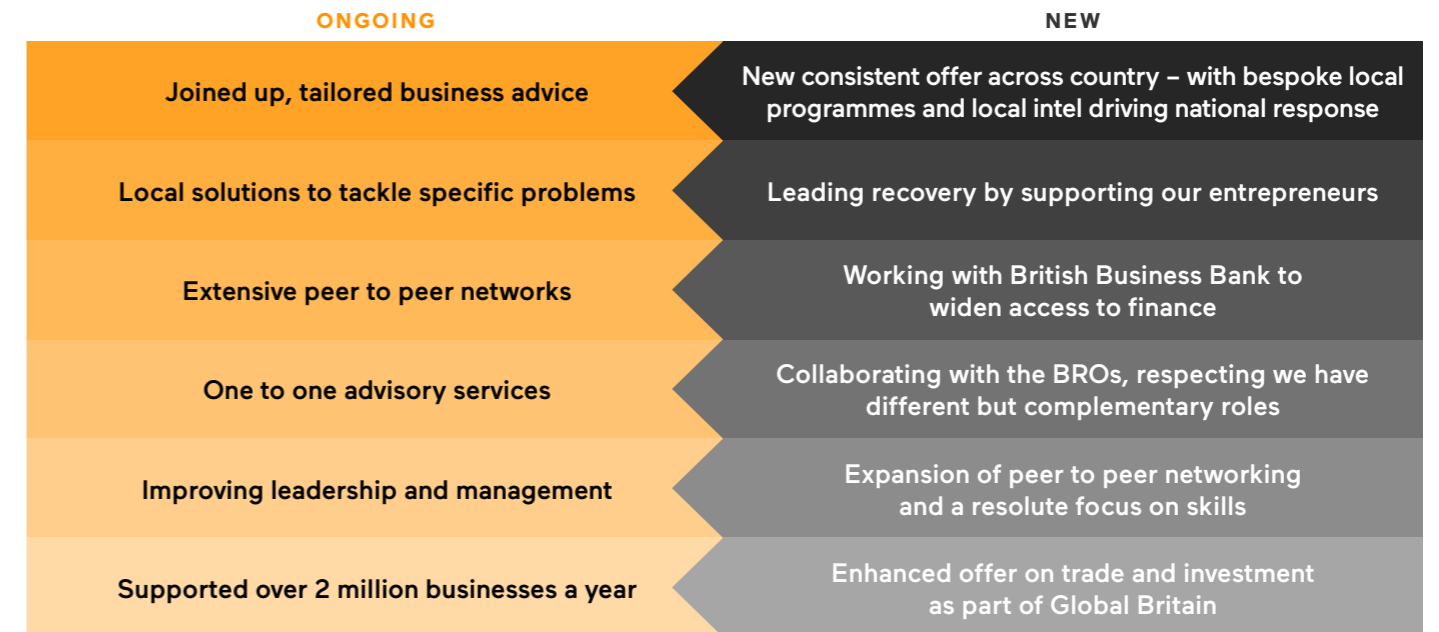 ONGOING
NEW
Joined up, tailored business advice
New consistent offer across country – with bespoke local
programmes and local intel driving national response
Local solutions to tackle specific problems
Leading recovery by supporting our entrepreneurs
Extensive peer to peer networks
Working with British Business Bank to
widen access to finance
One to one advisory services
Collaborating with the BROs, respecting we have
different but complementary roles
Improving leadership and management
Expansion of peer to peer networking
and a resolute focus on skills
Supported over 2 million businesses a year
Enhanced offer on trade and investment
as part of Global Britain